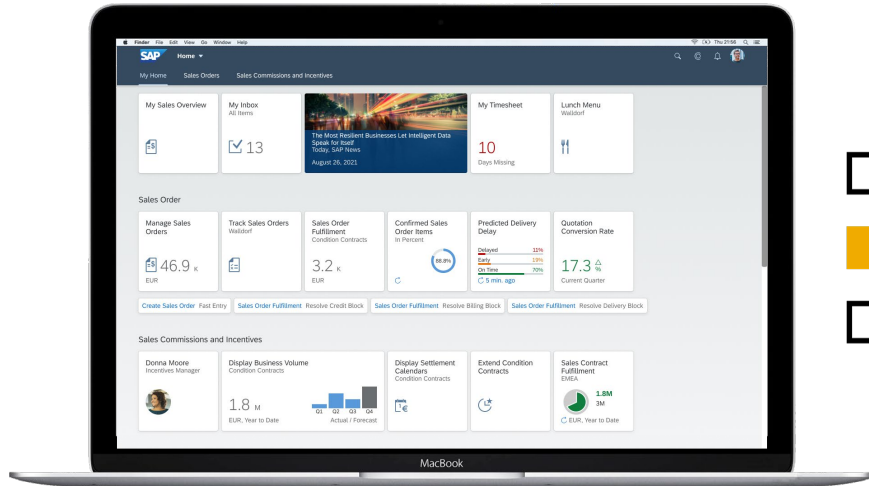 Finder File Edit View Go Window Help
Thu 21:56
SAP Home
My Home Sales Orders Sales Commissions and Incentives
My Sales Overview
My Inbox
All Items
13
The Most Resilient Businesses Let Intelligent Data
Speak for Itself
Today, SAP News
August 26, 2021
My Timesheet
10
Days Missing
Lunch Menu
Walldorf
Sales Order
Manage Sales
Orders
46.9 K
EUR
Track Sales Orders
Walldorf
Sales Order
Fulfillment
Condition Contracts
3.2 K
EUR
Confirmed Sales
Order Items
In Percent
88.8%
Predicted Delivery
Delay
Delayed 11%
Early 19%
On Time 70%
5 min. ago
Quotation
Conversion Rate
17.3 %
Current Quarter
Create Sales Order Fast Entry
Sales Order Fulfillment Resolve Credit Block
Sales Order Fulfillment Resolve Billing Block
Sales Order Fulfillment Resolve Delivery Block
Sales Commissions and Incentives
Donna Moore
Incentives Manager
Display Business Volume
Condition Contracts
1.8 M
EUR, Year to Date
Q1 Q2 Q3 Q4
Actual / Forecast
Display Settlement
Calendars
Condition Contracts
Extend Condition
Contracts
Sales Contract
Fulfillment
EMEA
1.8M
3M
EUR, Year to Date
MacBook